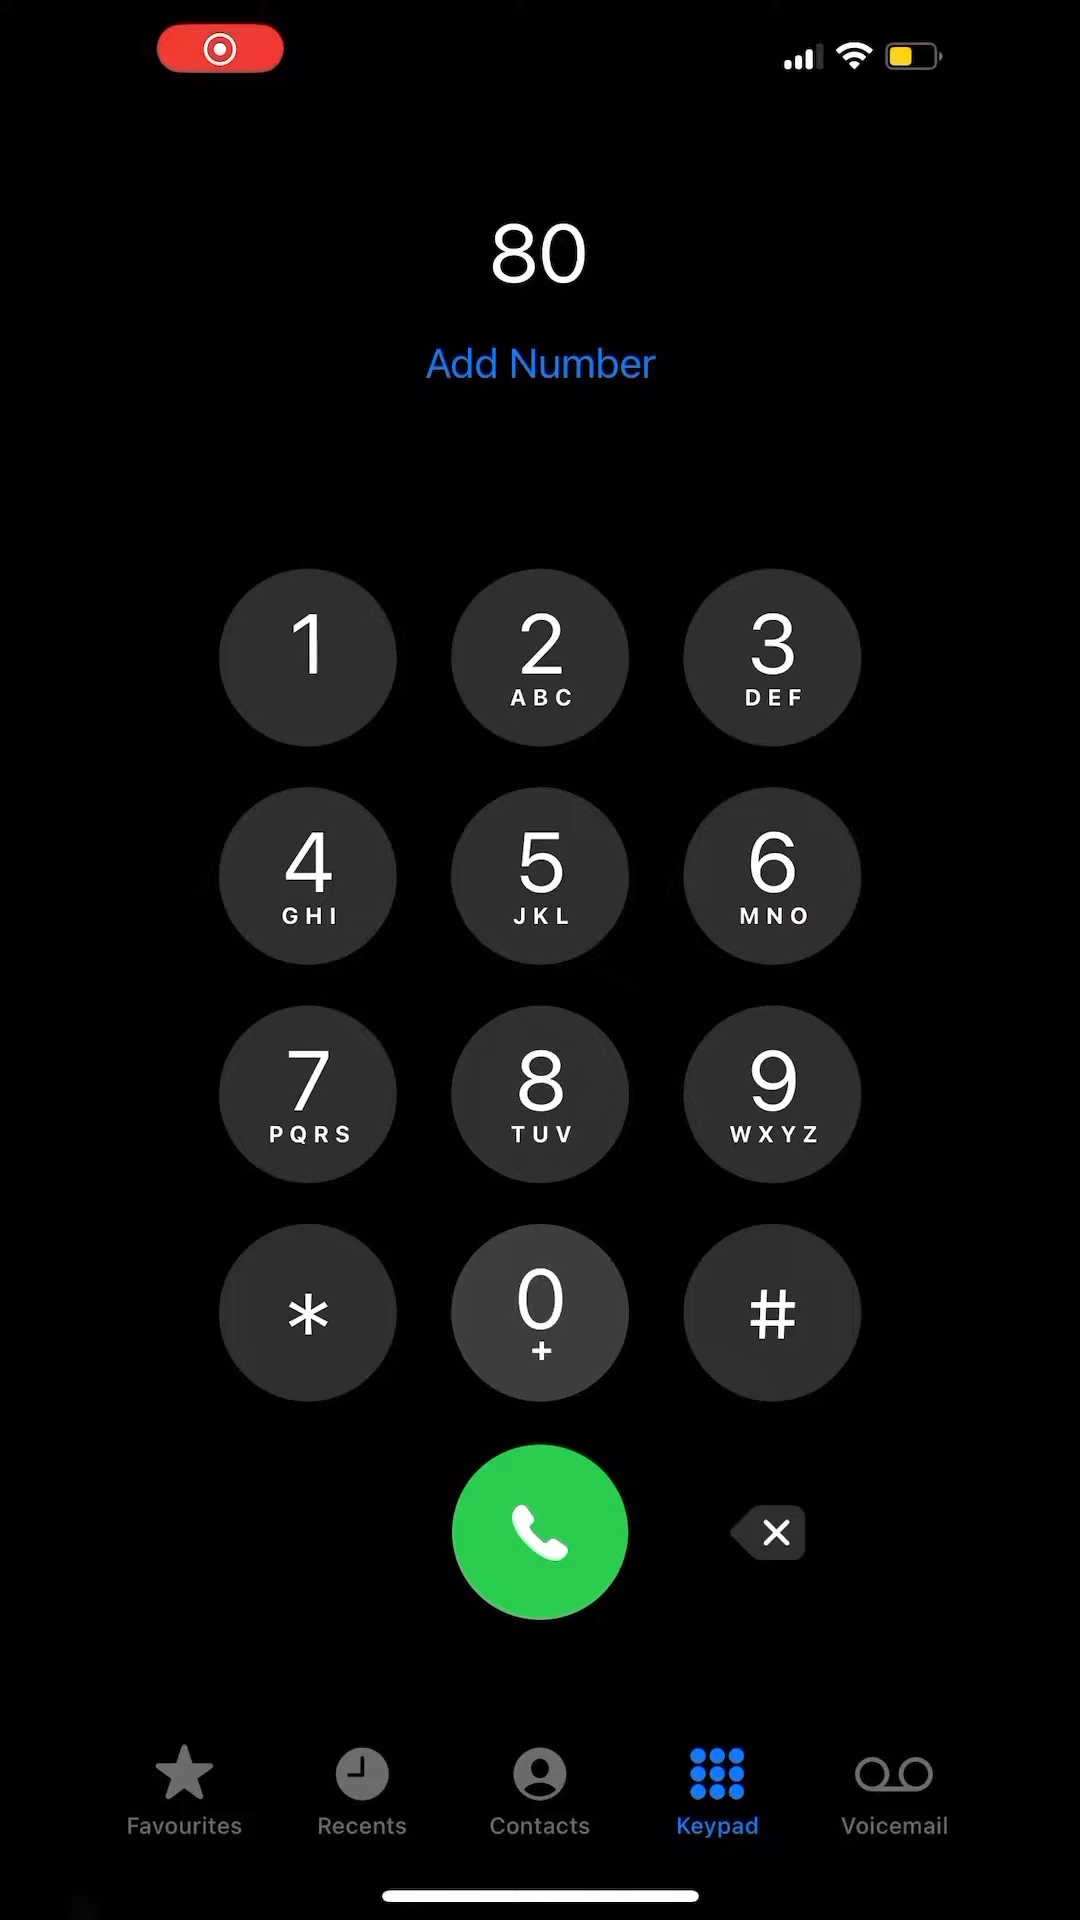 80
Add Number
1 2 3
ABC DEF
4 5 6
GHI JKL MNO
7 8 9
PQRS TUV WXYZ
* 0 #
+
Favourites Recents Contacts Keypad Voicemail